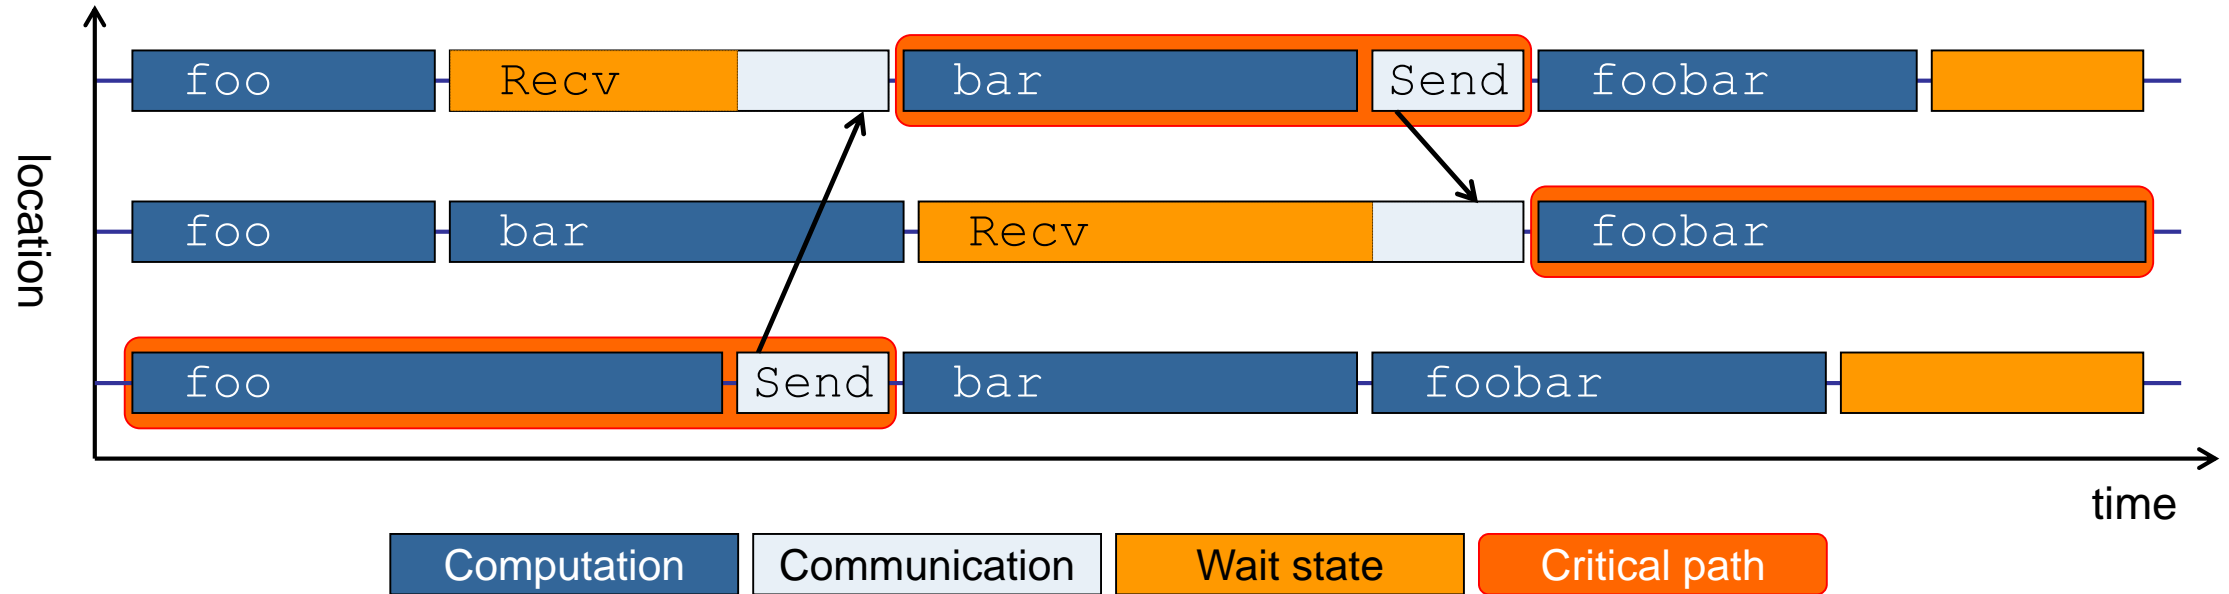 foo Recv bar Send foobar
location
foo bar Recv foobar
foo Send bar foobar
time
Computation Communication Wait state Critical path